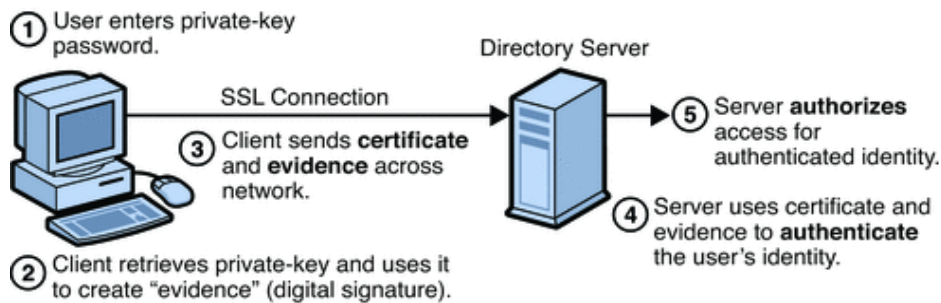 1 User enters private-key
password.
Directory Server
SSL Connection
3 Client sends certificate
and evidence across
network.
5 Server authorizes
access for
authenticated identity.
4 Server uses certificate and
evidence to authenticate
the user's identity.
2 Client retrieves private-key and uses it
to create “evidence” (digital signature).